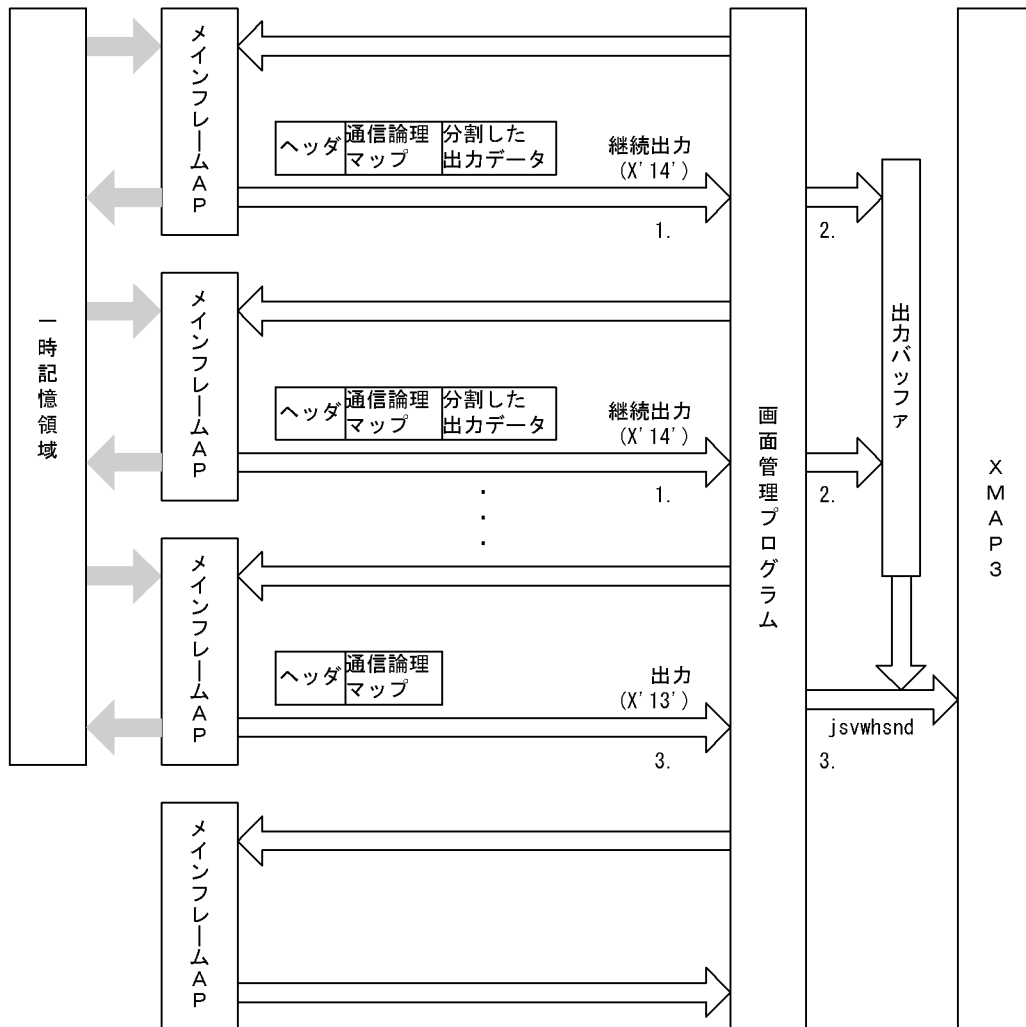 一時記憶領域
メインフレームAP
ヘッダ
通信論理
マップ
分割した
出力データ
継続出力
(X'14')
1.
2.
メインフレームAP
ヘッダ
通信論理
マップ
分割した
出力データ
継続出力
(X'14')
1.
2.
・
・
・
メインフレームAP
ヘッダ
通信論理
マップ
出力
(X'13')
3.
メインフレームAP
画面管理プログラム
出力バッファ
jsvwhsnd
3.
XMAP3